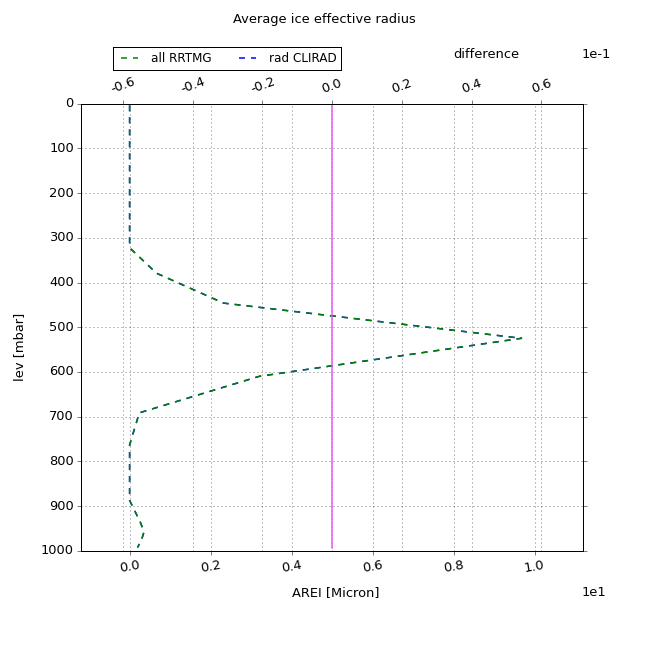 Average ice effective radius
all RRTMG rad CLIRAD
difference 1e-1
-0.6 -0.4 -0.2 0.0 0.2 0.4 0.6
0
100
200
300
400
500
600
700
800
900
1000
lev [mbar]
0.0 0.2 0.4 0.6 0.8 1.0
AREI [Micron] 1e1